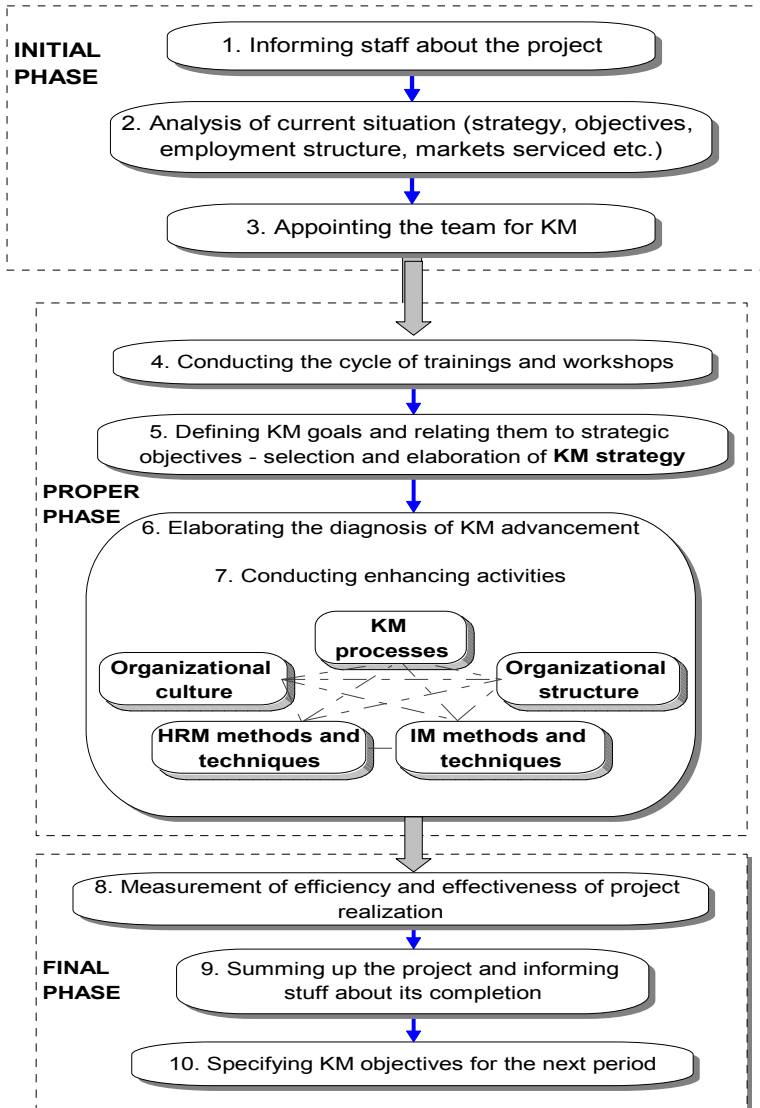 INITIAL
PHASE
1. Informing staff about the project
2. Analysis of current situation (strategy, objectives,
employment structure, markets serviced etc.)
3. Appointing the team for KM
PROPER
PHASE
4. Conducting the cycle of trainings and workshops
5. Defining KM goals and relating them to strategic
objectives - selection and elaboration of KM strategy
6. Elaborating the diagnosis of KM advancement
7. Conducting enhancing activities
KM
processes
Organizational
culture
Organizational
structure
HRM methods and
techniques
IM methods and
techniques
FINAL
PHASE
8. Measurement of efficiency and effectiveness of project
realization
9. Summing up the project and informing
stuff about its completion
10. Specifying KM objectives for the next period